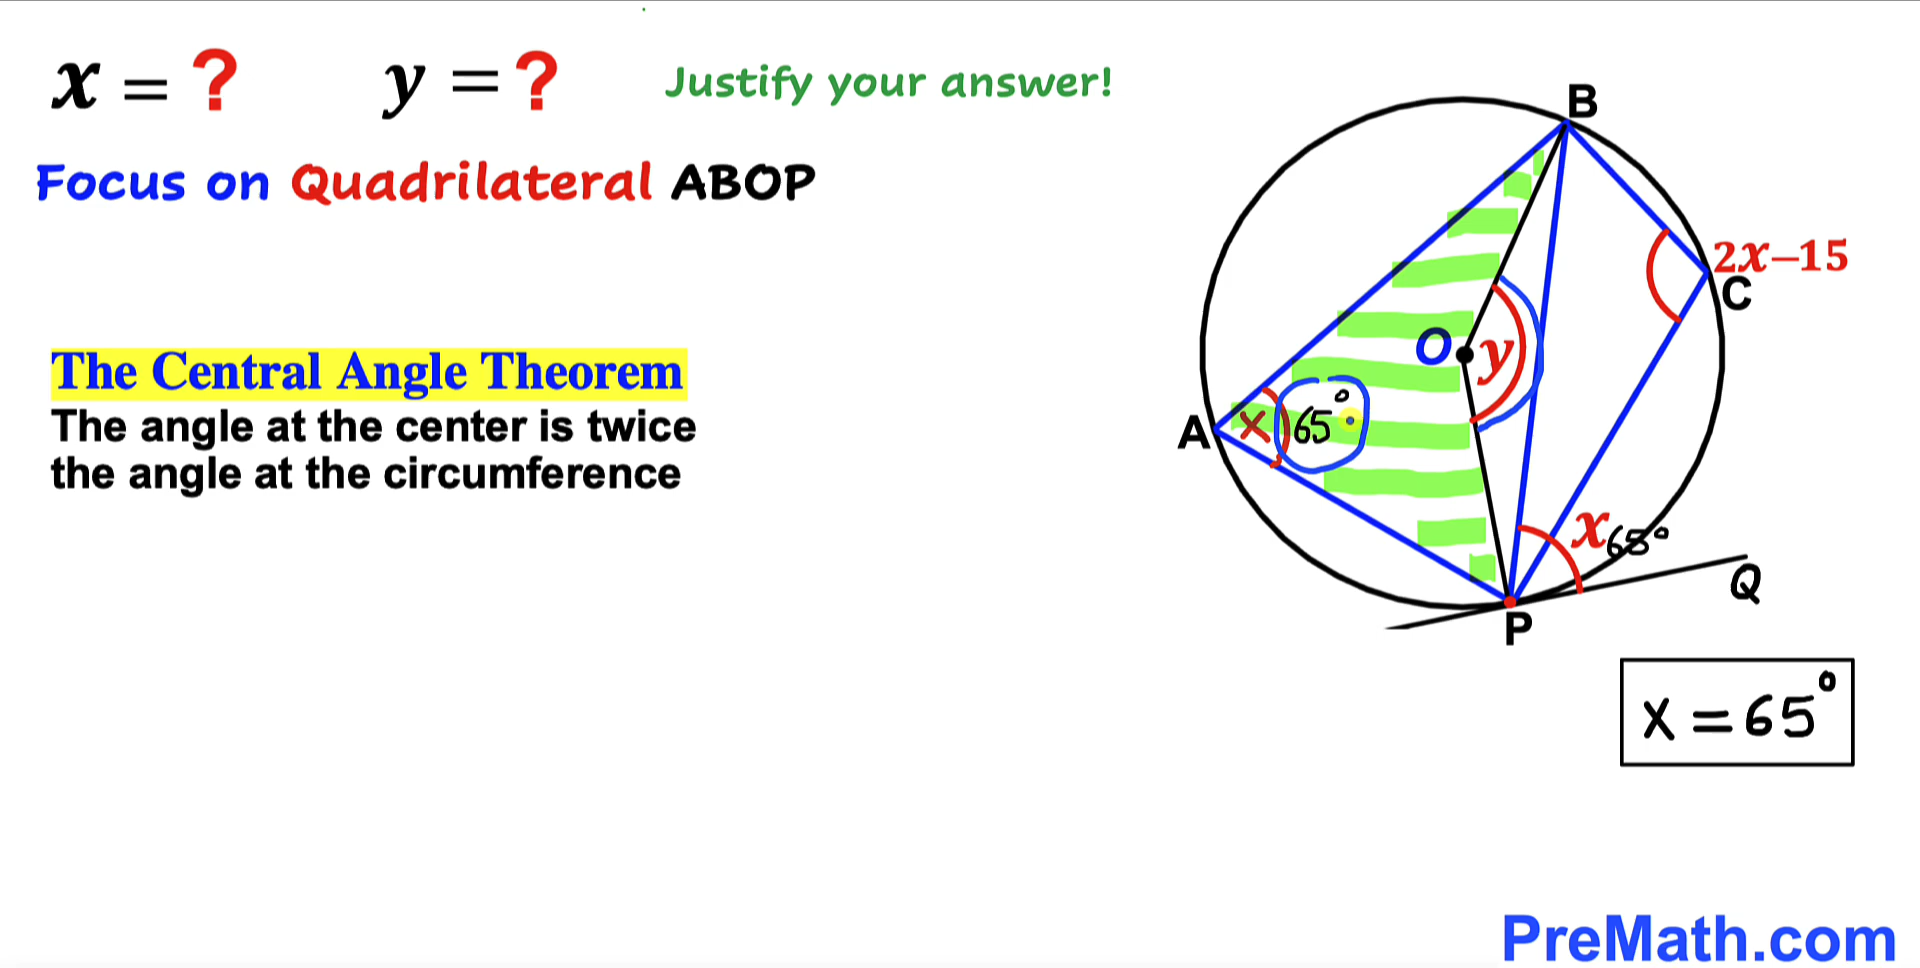 x = ? y = ? Justify your answer!
Focus on Quadrilateral ABOP
The Central Angle Theorem
The angle at the center is twice
the angle at the circumference
B
2x–15
C
O
y
A
x
65°
x
65°
Q
P
x = 65°
PreMath.com